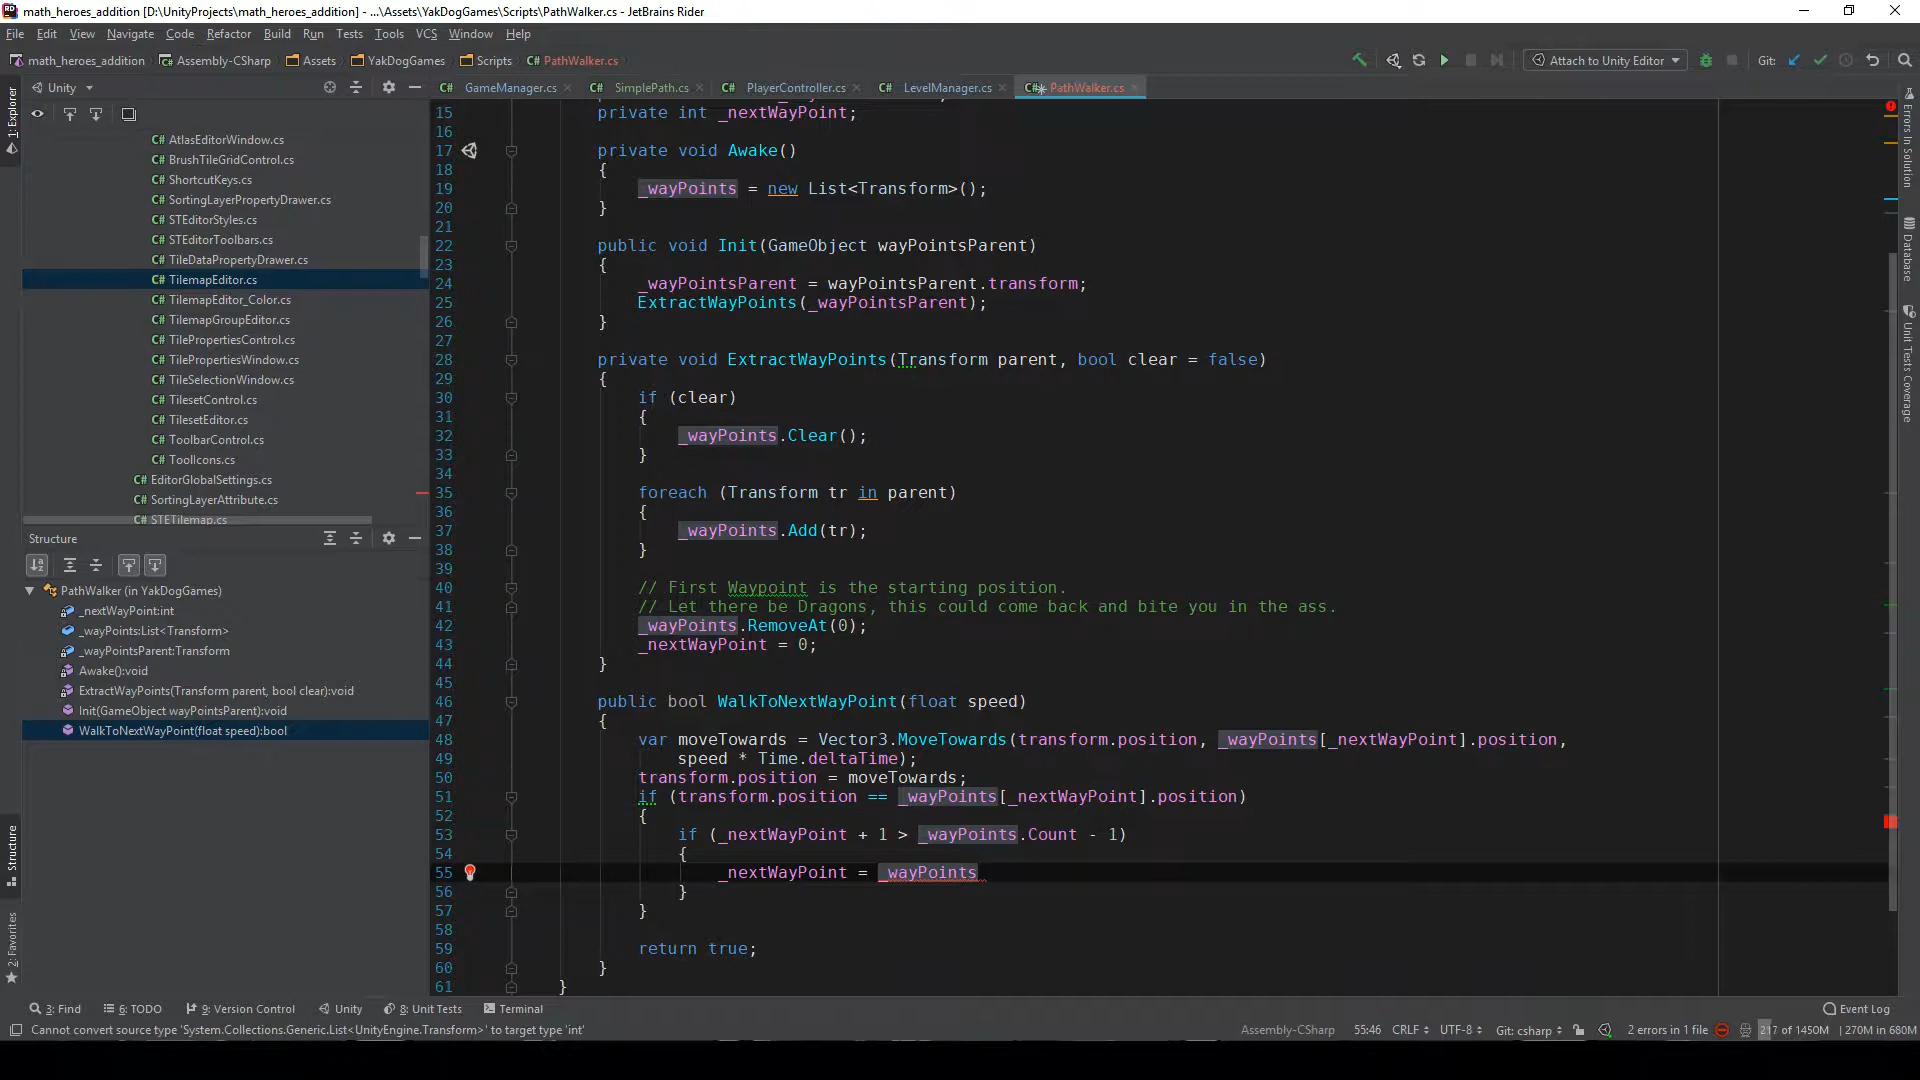 math_heroes_addition [D:\UnityProjects\math_heroes_addition] - ...\Assets\YakDogGames\Scripts\PathWalker.cs - JetBrains Rider
File Edit View Navigate Code Refactor Build Run Tests Tools VCS Window Help
math_heroes_addition Assembly-CSharp Assets YakDogGames Scripts C# PathWalker.cs
Attach to Unity Editor Git:
1: Explorer
Unity
C# GameManager.cs C# SimplePath.cs C# PlayerController.cs C# LevelManager.cs C# PathWalker.cs
C# AtlasEditorWindow.cs
C# BrushTileGridControl.cs
C# ShortcutKeys.cs
C# SortingLayerPropertyDrawer.cs
C# STEditorStyles.cs
C# STEditorToolbars.cs
C# TileDataPropertyDrawer.cs
C# TilemapEditor.cs
C# TilemapEditor_Color.cs
C# TilemapGroupEditor.cs
C# TilePropertiesControl.cs
C# TilePropertiesWindow.cs
C# TileSelectionWindow.cs
C# TilesetControl.cs
C# TilesetEditor.cs
C# ToolbarControl.cs
C# ToolIcons.cs
C# EditorGlobalSettings.cs
C# SortingLayerAttribute.cs
C# STETilemap.cs
Structure
PathWalker (in YakDogGames)
_nextWayPoint:int
_wayPoints:List<Transform>
_wayPointsParent:Transform
Awake():void
ExtractWayPoints(Transform parent, bool clear):void
Init(GameObject wayPointsParent):void
WalkToNextWayPoint(float speed):bool
Structure
2: Favorites
15 private int _nextWayPoint;
16
17 private void Awake()
18 {
19 _wayPoints = new List<Transform>();
20 }
21
22 public void Init(GameObject wayPointsParent)
23 {
24 _wayPointsParent = wayPointsParent.transform;
25 ExtractWayPoints(_wayPointsParent);
26 }
27
28 private void ExtractWayPoints(Transform parent, bool clear = false)
29 {
30 if (clear)
31 {
32 _wayPoints.Clear();
33 }
34
35 foreach (Transform tr in parent)
36 {
37 _wayPoints.Add(tr);
38 }
39
40 // First Waypoint is the starting position.
41 // Let there be Dragons, this could come back and bite you in the ass.
42 _wayPoints.RemoveAt(0);
43 _nextWayPoint = 0;
44 }
45
46 public bool WalkToNextWayPoint(float speed)
47 {
48 var moveTowards = Vector3.MoveTowards(transform.position, _wayPoints[_nextWayPoint].position,
49 speed * Time.deltaTime);
50 transform.position = moveTowards;
51 if (transform.position == _wayPoints[_nextWayPoint].position)
52 {
53 if (_nextWayPoint + 1 > _wayPoints.Count - 1)
54 {
55 _nextWayPoint = _wayPoints
56 }
57 }
58
59 return true;
60 }
61 }
Errors In Solution
Database
Unit Tests Coverage
3: Find 6: TODO 9: Version Control Unity 8: Unit Tests Terminal Event Log
Cannot convert source type 'System.Collections.Generic.List<UnityEngine.Transform>' to target type 'int' Assembly-CSharp 55:46 CRLF UTF-8 Git: csharp 2 errors in 1 file 217 of 1450M 270M in 680M